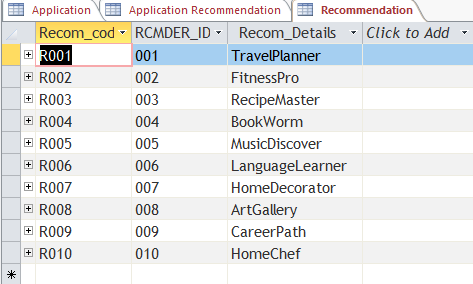 Application Application Recommendation Recommendation
Recom_cod RCMDER_ID Recom_Details Click to Add
R001 001 TravelPlanner
R002 002 FitnessPro
R003 003 RecipeMaster
R004 004 BookWorm
R005 005 MusicDiscover
R006 006 LanguageLearner
R007 007 HomeDecorator
R008 008 ArtGallery
R009 009 CareerPath
R010 010 HomeChef